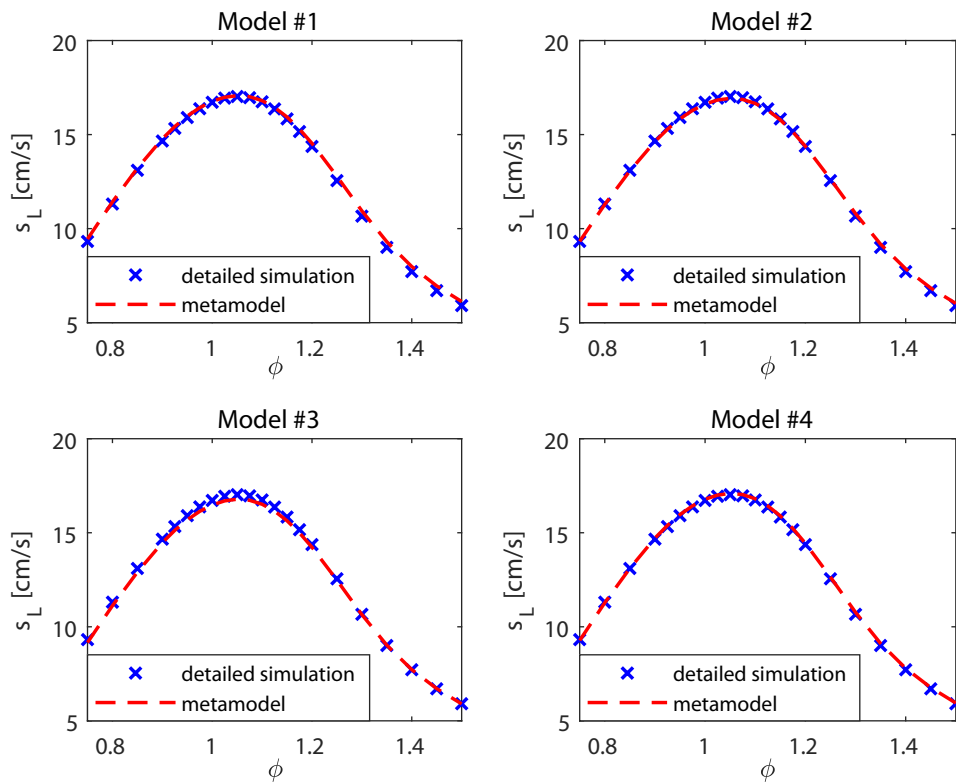 Model #1
20
15
10
5
s_L [cm/s]
detailed simulation
metamodel
0.8 1 1.2 1.4
ϕ
Model #2
20
15
10
5
s_L [cm/s]
detailed simulation
metamodel
0.8 1 1.2 1.4
ϕ
Model #3
20
15
10
5
s_L [cm/s]
detailed simulation
metamodel
0.8 1 1.2 1.4
ϕ
Model #4
20
15
10
5
s_L [cm/s]
detailed simulation
metamodel
0.8 1 1.2 1.4
ϕ